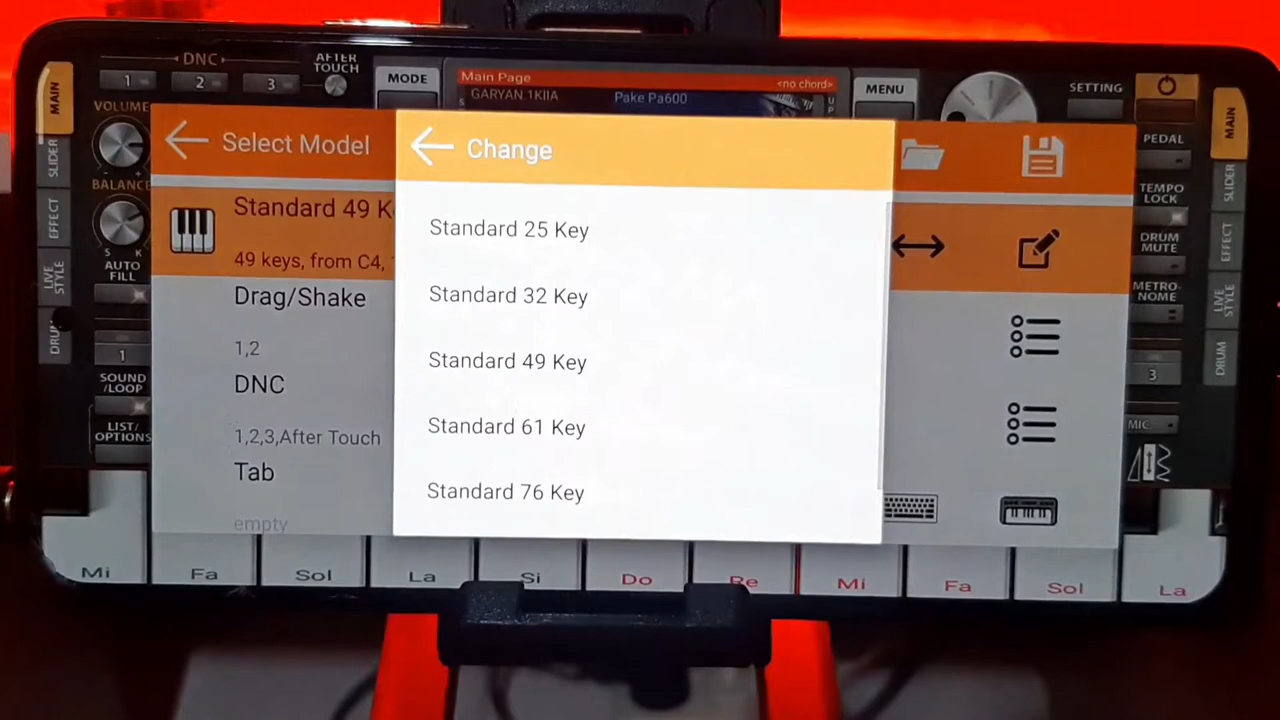 DNC
1
2
3
AFTER
TOUCH
MODE
Main Page
<no chord>
GARYAN 1KIIA
Pake Pa600
MENU
SETTING
MAIN
SLIDER
EFFECT
LIVE
STYLE
VOLUME
BALANCE
S
K
AUTO
FILL
1
SOUND
/LOOP
LIST/
OPTIONS
Select Model
Standard 49 K
49 keys, from C4,
Drag/Shake
1,2
DNC
1,2,3,After Touch
Tab
empty
Change
Standard 25 Key
Standard 32 Key
Standard 49 Key
Standard 61 Key
Standard 76 Key
PEDAL
TEMPO
LOCK
DRUM
MUTE
METRO-
NOME
3
MIC
MAIN
SLIDER
EFFECT
LIVE
STYLE
DRUM
Mi
Fa
Sol
La
Si
Do
Re
Mi
Fa
Sol
La